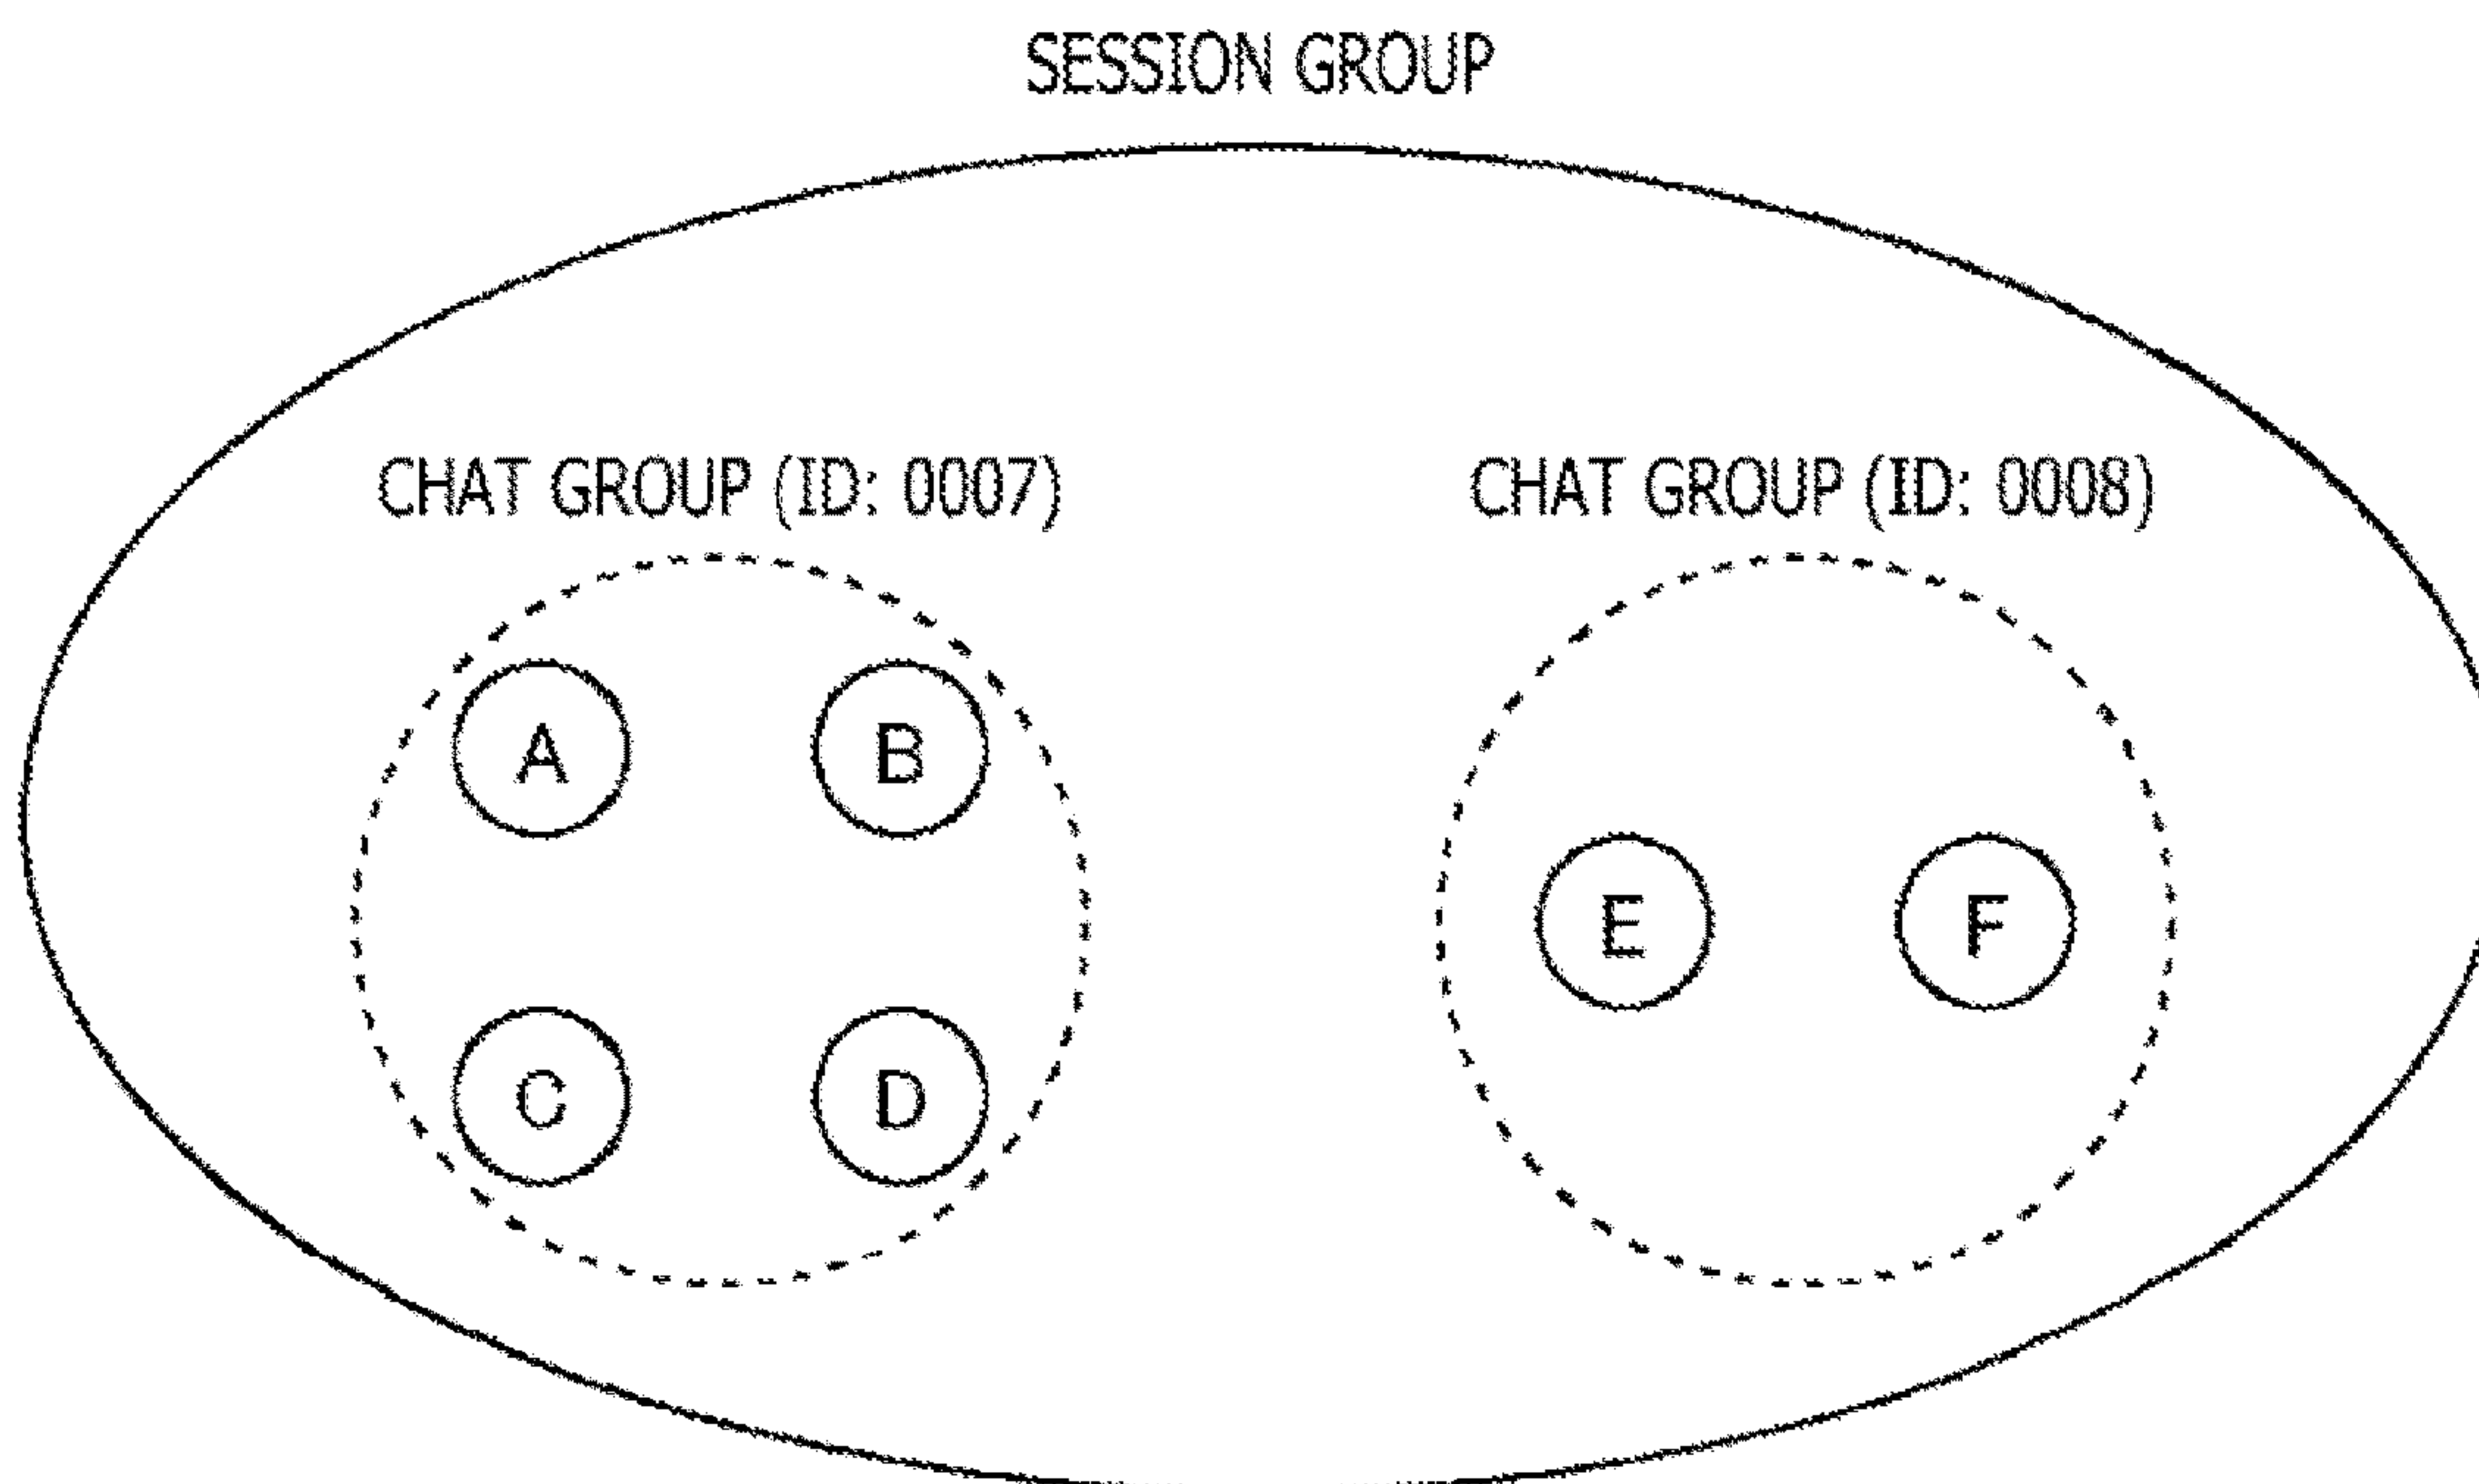 SESSION GROUP
CHAT GROUP (ID: 0007) CHAT GROUP (ID: 0008)
A B
E F
C D